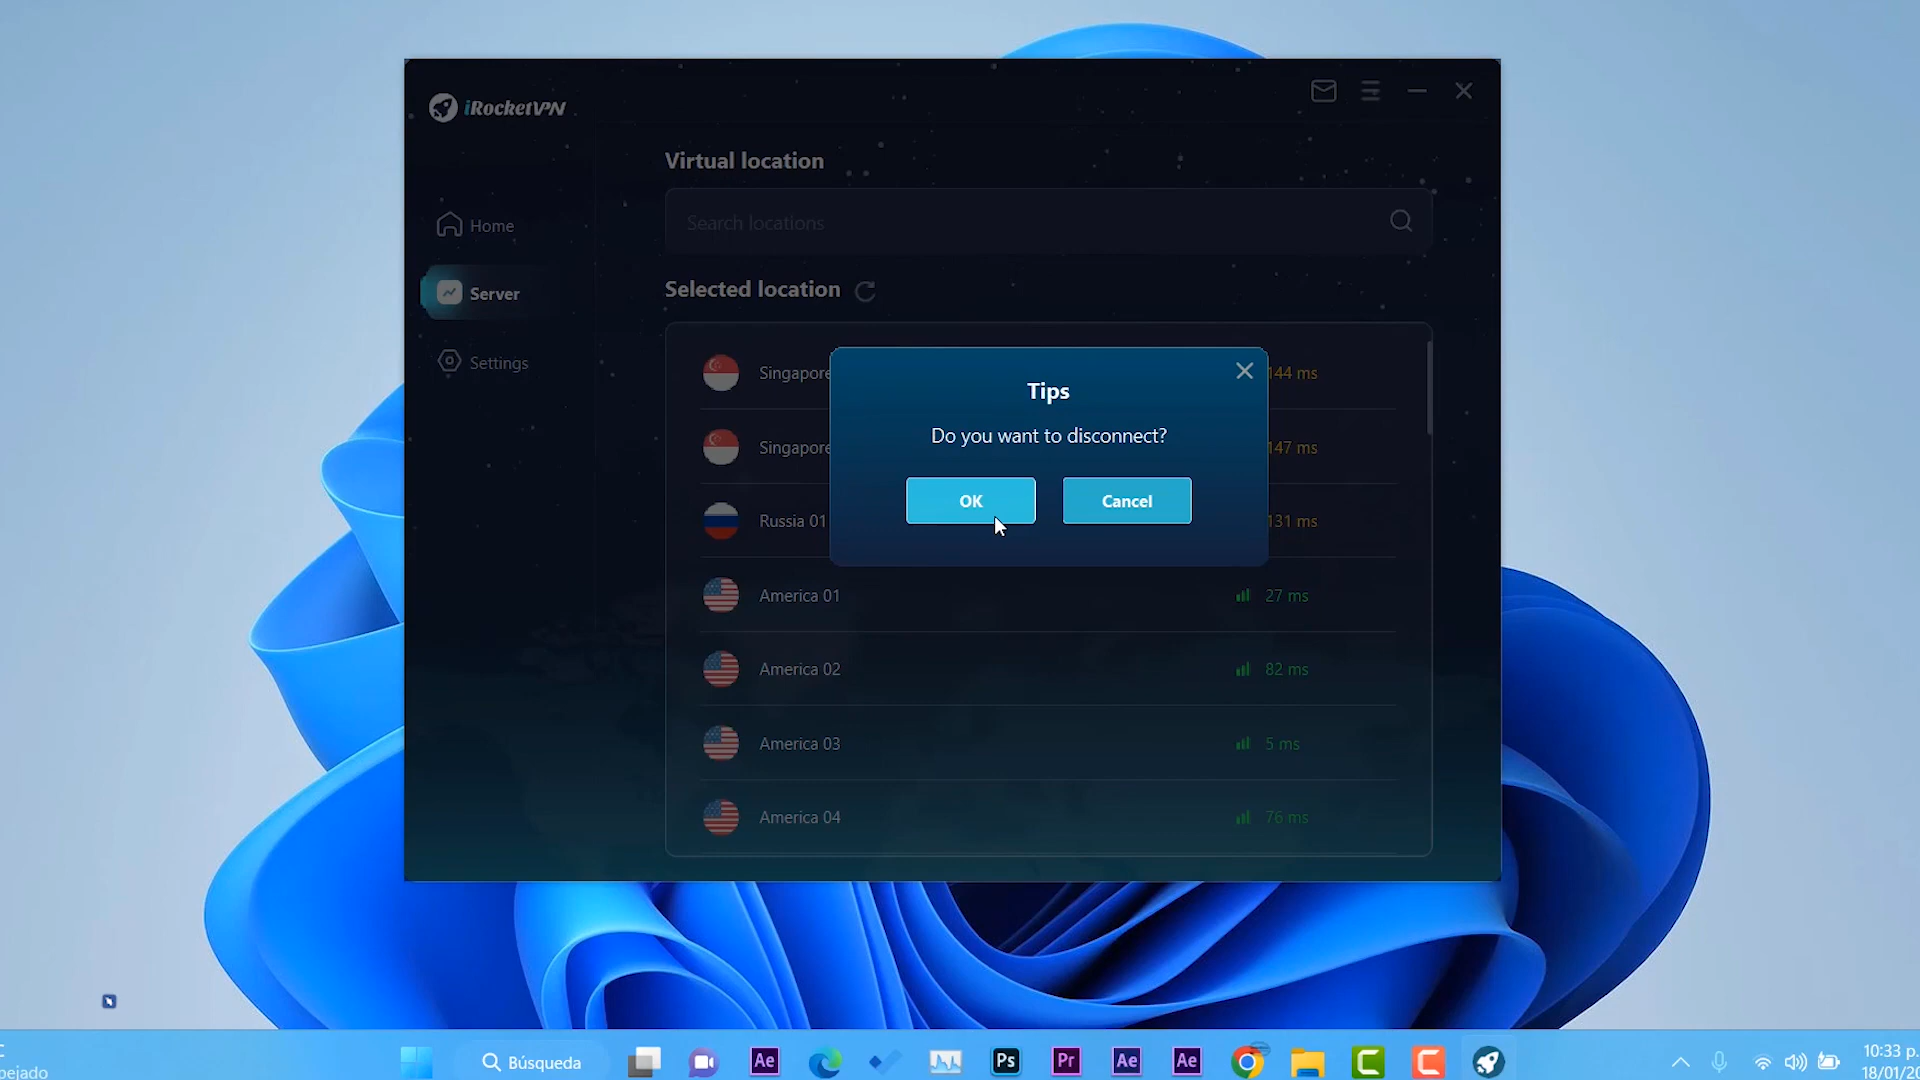 iRocketVPN
Virtual location
Search locations
Home
Server
Settings
Selected location
Singapore
144 ms
Singapore
147 ms
Russia 01
131 ms
America 01
27 ms
America 02
82 ms
America 03
5 ms
America 04
76 ms
Tips
Do you want to disconnect?
OK
Cancel
Búsqueda
Ae
Ps
Pr
Ae
Ae
10:33 p.